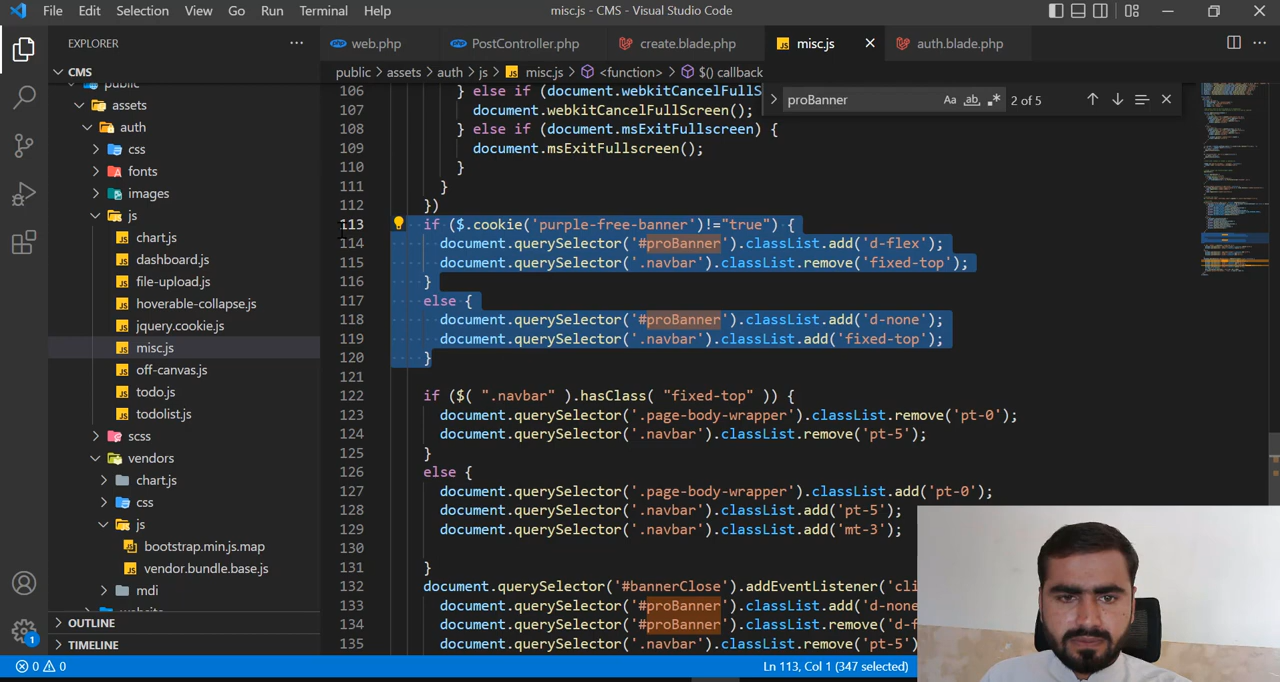 File Edit Selection View Go Run Terminal Help misc.js - CMS - Visual Studio Code
EXPLORER
web.php PostController.php create.blade.php misc.js auth.blade.php
CMS
public > assets > auth > js > misc.js > <function> > $() callback
proBanner Aa ab 2 of 5
public
assets
auth
css
fonts
images
js
chart.js
dashboard.js
file-upload.js
hoverable-collapse.js
jquery.cookie.js
misc.js
off-canvas.js
todo.js
todolist.js
scss
vendors
chart.js
css
js
bootstrap.min.js.map
vendor.bundle.base.js
mdi
website
OUTLINE
TIMELINE
106 } else if (document.webkitCancelFullS
107 document.webkitCancelFullScreen();
108 } else if (document.msExitFullscreen) {
109 document.msExitFullscreen();
110 }
111 }
112 })
113 if ($.cookie('purple-free-banner')!="true") {
114 document.querySelector('#proBanner').classList.add('d-flex');
115 document.querySelector('.navbar').classList.remove('fixed-top');
116 }
117 else {
118 document.querySelector('#proBanner').classList.add('d-none');
119 document.querySelector('.navbar').classList.add('fixed-top');
120 }
121
122 if ($( ".navbar" ).hasClass( "fixed-top" )) {
123 document.querySelector('.page-body-wrapper').classList.remove('pt-0');
124 document.querySelector('.navbar').classList.remove('pt-5');
125 }
126 else {
127 document.querySelector('.page-body-wrapper').classList.add('pt-0');
128 document.querySelector('.navbar').classList.add('pt-5');
129 document.querySelector('.navbar').classList.add('mt-3');
130
131 }
132 document.querySelector('#bannerClose').addEventListener('cli
133 document.querySelector('#proBanner').classList.add('d-none
134 document.querySelector('#proBanner').classList.remove('d-f
135 document.querySelector('.navbar').classList.remove('pt-5')
1
0 0 Ln 113, Col 1 (347 selected)